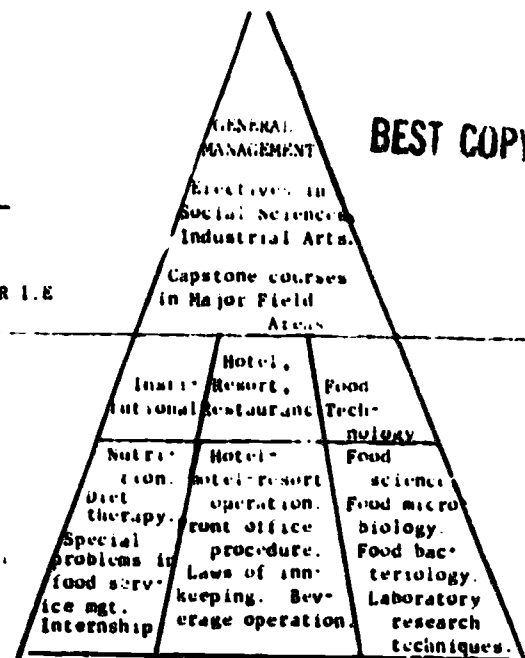 BEST COPY
GENERAL
MANAGEMENT
Electives in
Social Sciences
Industrial Arts.
R I.E
Capstone courses
in Major Field
Areas
Insti-
tutional
Hotel,
Resort,
Restaurant
Food
Tech-
nology
Nutri-
tion.
Diet
therapy.
Special
problems in
food serv-
ice mgt.
Internship
Hotel-
motel-resort
operation.
Front office
procedure.
Laws of inn-
keeping. Bev-
erage operation.
Food
science
Food micro
biology.
Food bac-
teriology.
Laboratory
research
techniques.